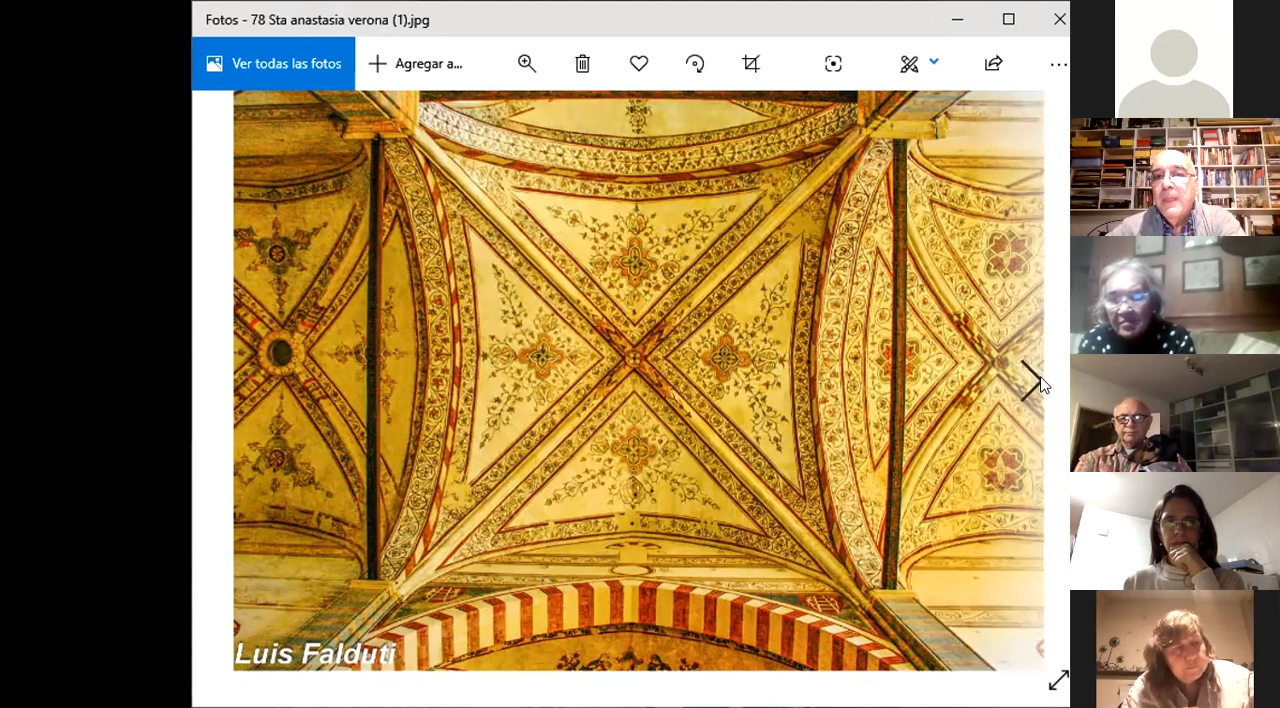 Fotos - 78 Sta anastasia verona (1).jpg
Ver todas las fotos
Agregar a...
Luis Falduti